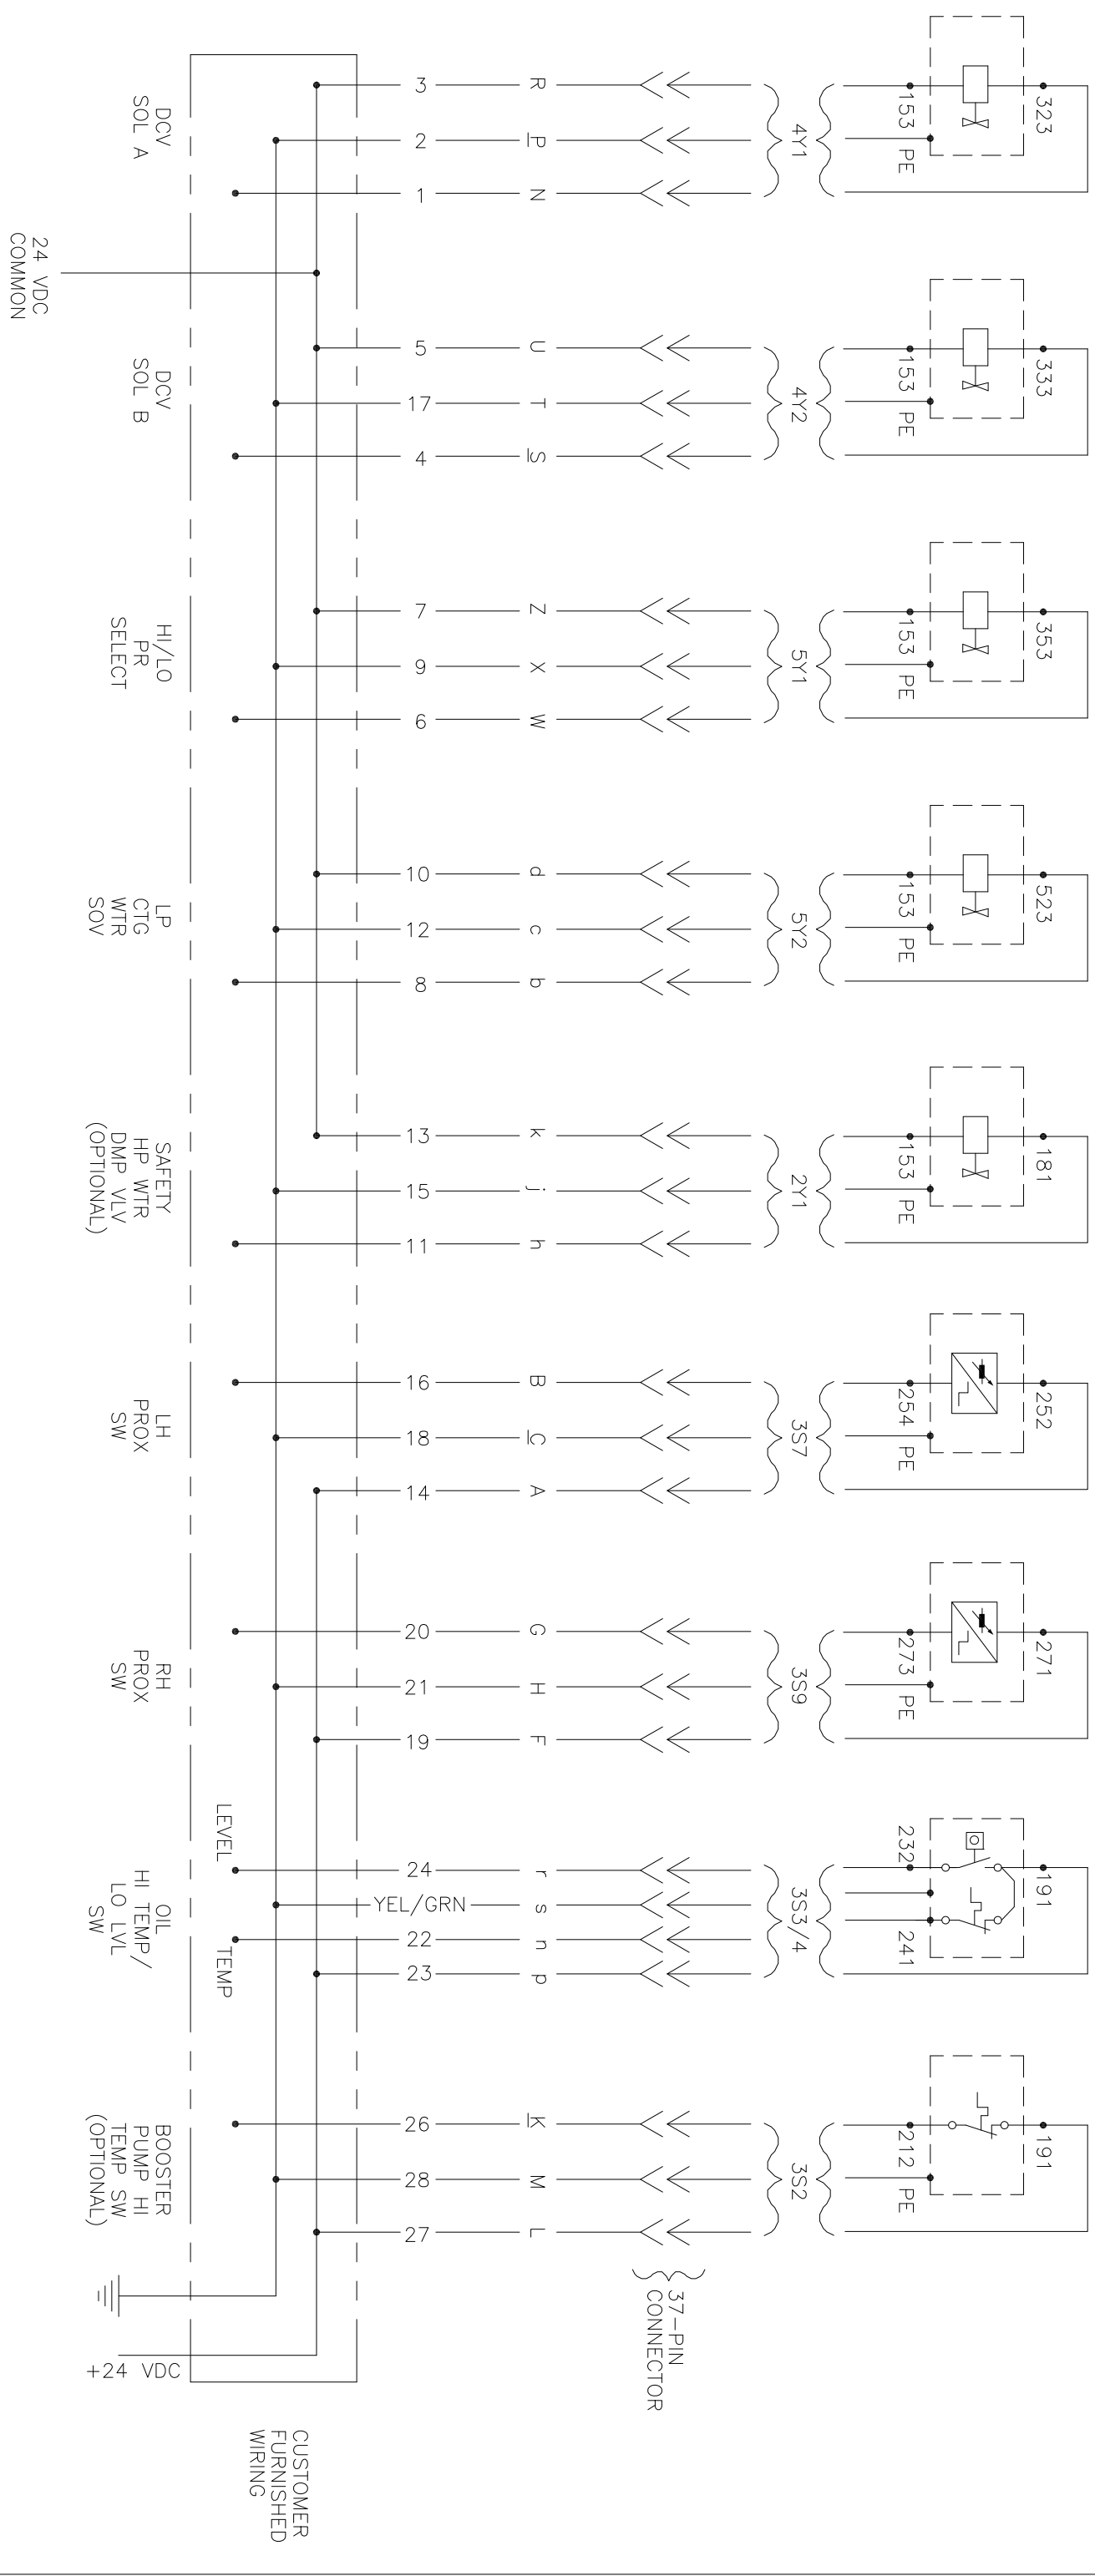 323
153 PE
4Y1
R
P
N
3
2
1
DCV
SOL A
24 VDC
COMMON
333
153 PE
4Y2
U
T
S
5
17
4
DCV
SOL B
353
153 PE
5Y1
Z
X
W
7
9
6
HI/LO
PR
SELECT
523
153 PE
5Y2
d
c
b
10
12
8
LP
CTG
WTR
SOV
181
153 PE
2Y1
k
j
h
13
15
11
SAFETY
HP WTR
DMP VLV
(OPTIONAL)
252
254 PE
3S7
B
C
A
16
18
14
LH
PROX
SW
271
273 PE
3S9
G
H
F
20
21
19
RH
PROX
SW
191
232
241
3S3/4
r
s
n
p
24
YEL/GRN
22
23
LEVEL
TEMP
OIL
HI TEMP/
LO LVL
SW
191
212 PE
3S2
K
M
L
26
28
27
BOOSTER
PUMP HI
TEMP SW
(OPTIONAL)
37-PIN
CONNECTOR
+24 VDC
CUSTOMER
FURNISHED
WIRING